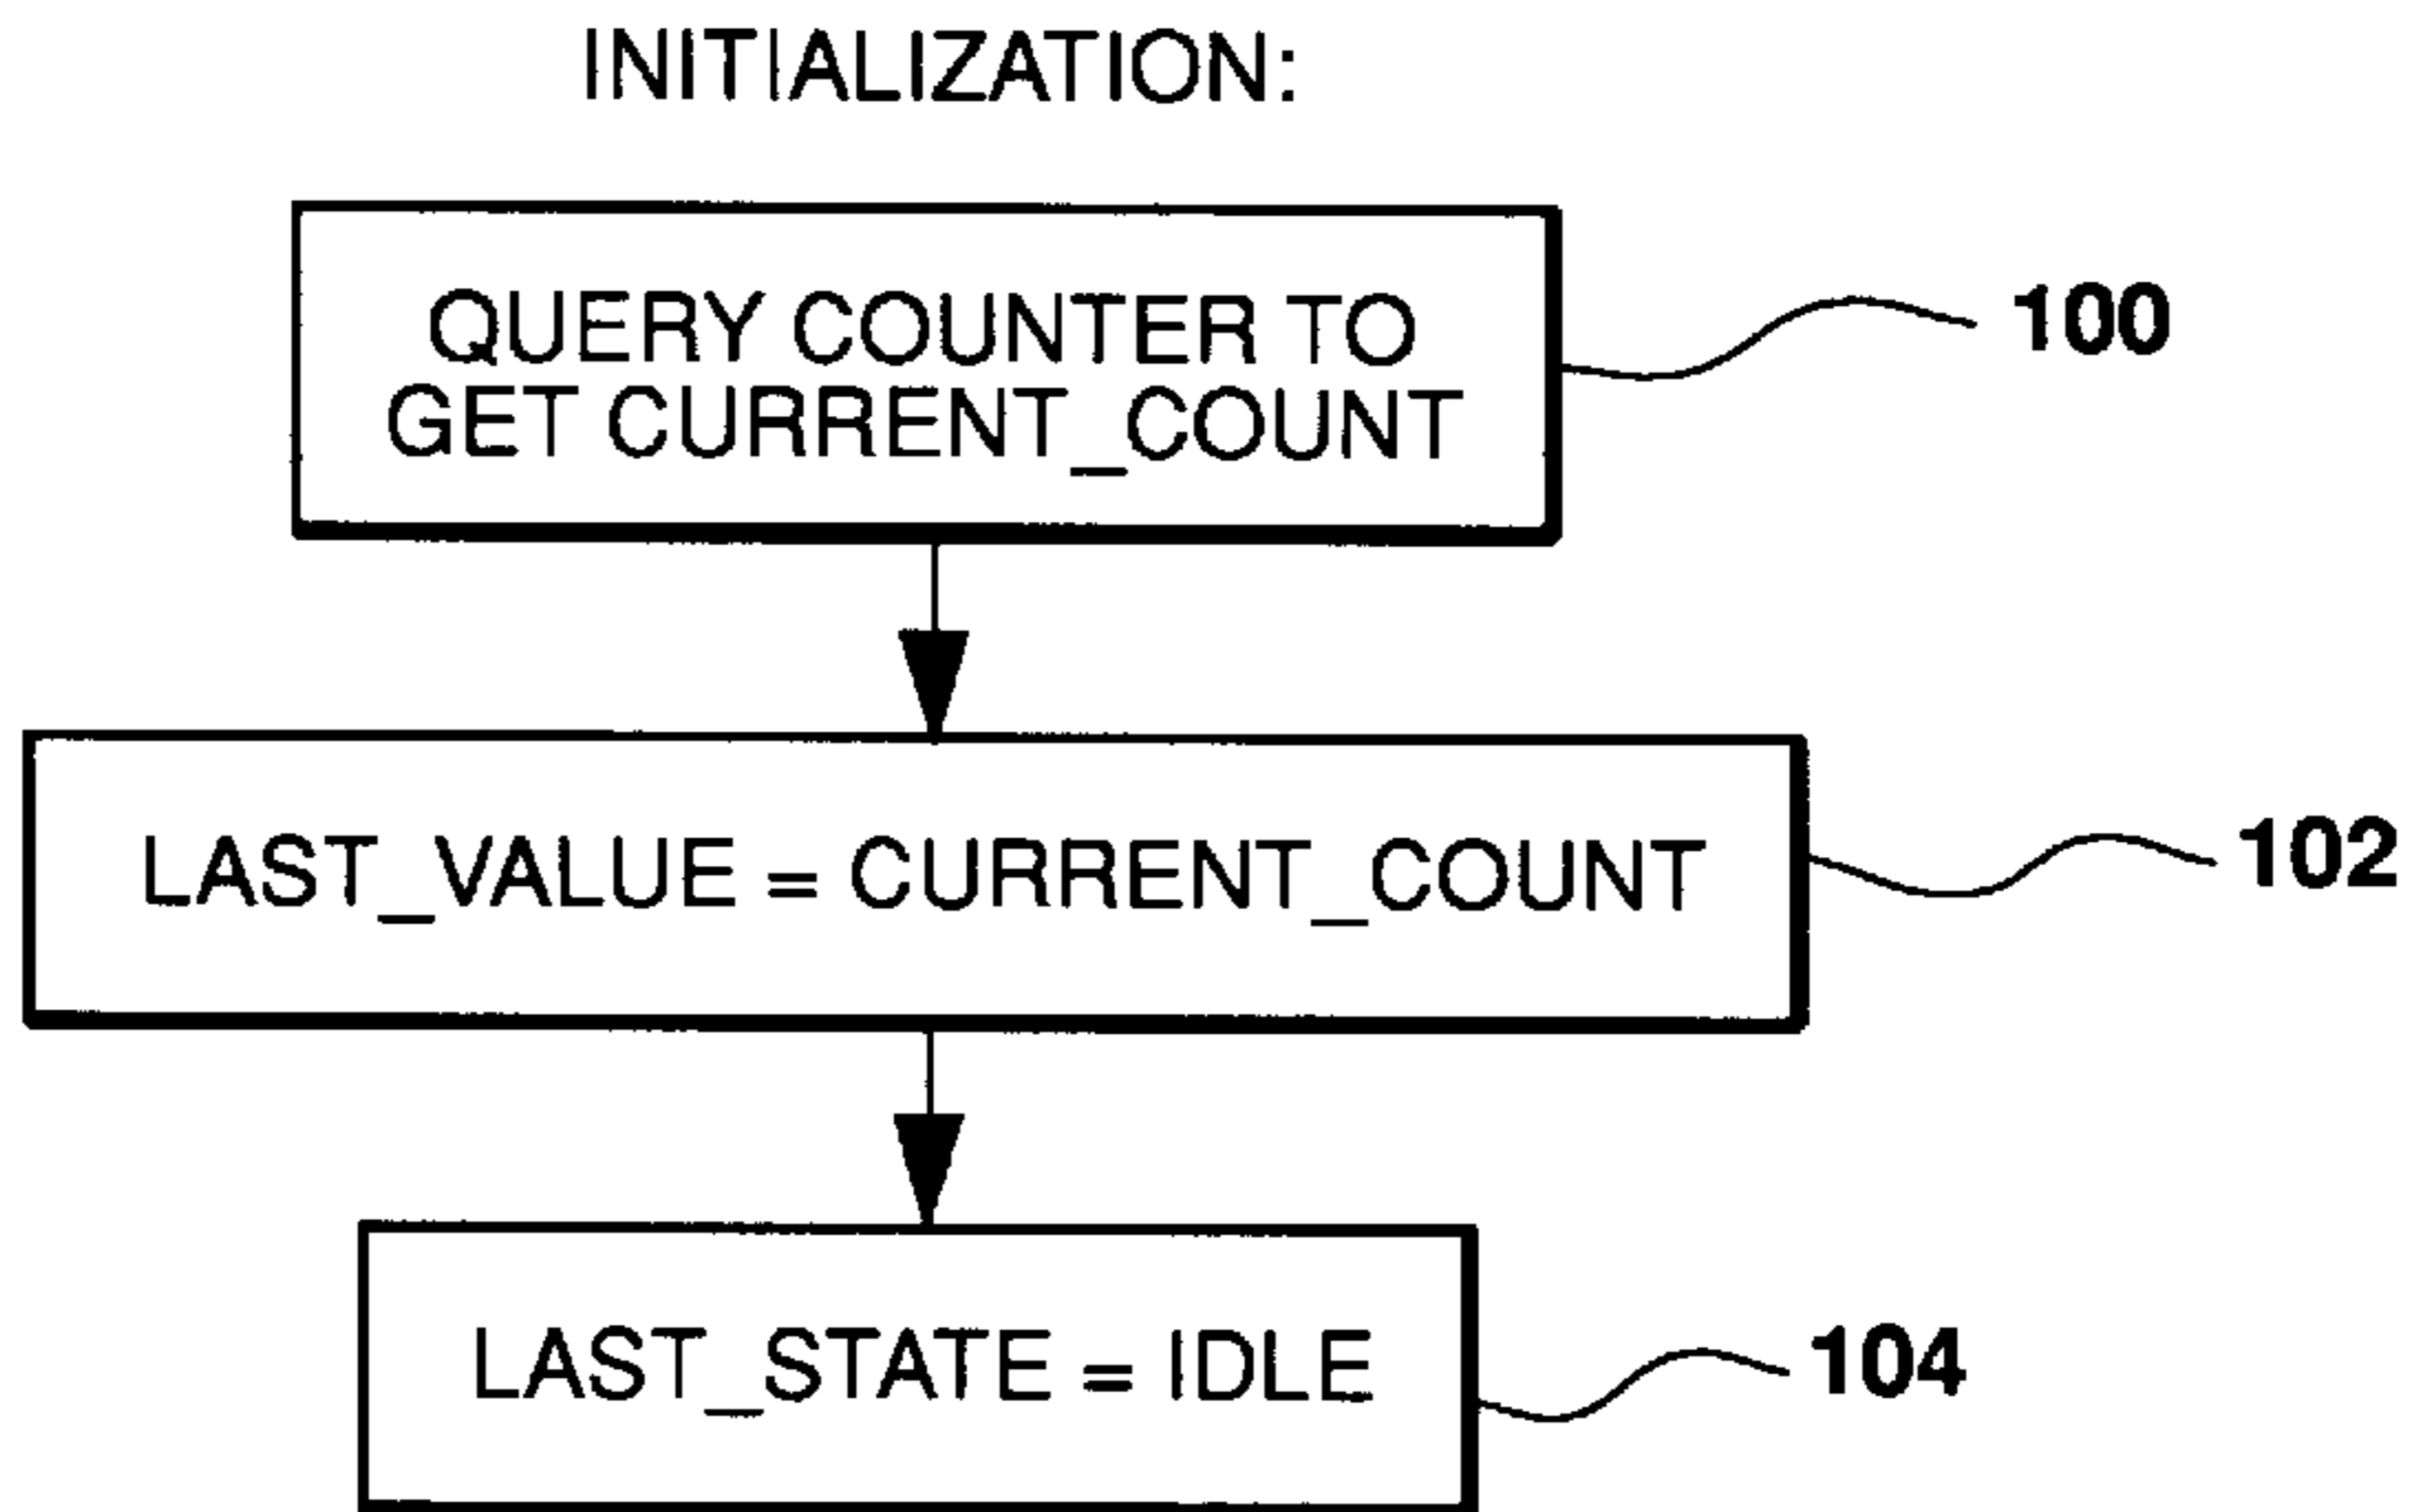 INITIALIZATION:
QUERY COUNTER TO
GET CURRENT_COUNT
100
LAST_VALUE = CURRENT_COUNT
102
LAST_STATE = IDLE
104